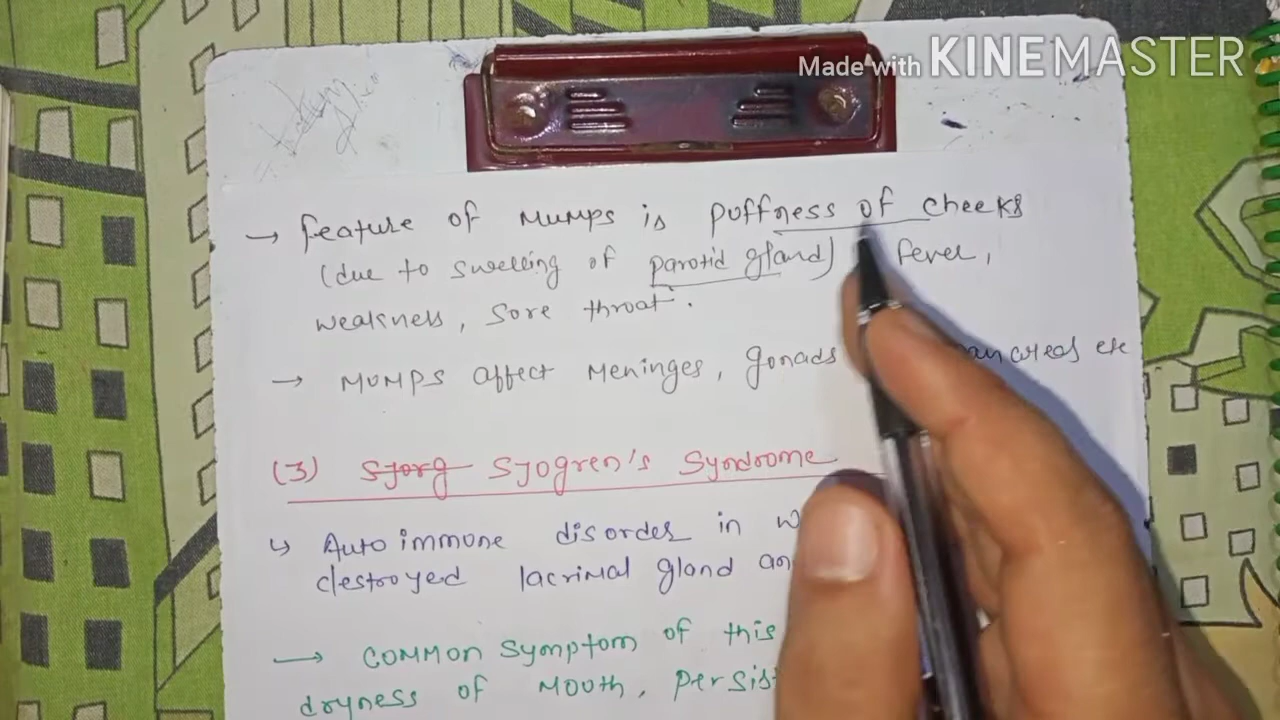 Made with KINEMASTER
→ feature of Mumps is puffness of cheeks
(due to swelling of parotid gland) fever,
weakness, sore throat.
→ Mumps affect Meninges, gonads etc
(3) Sjorg Sjogren's Syndrome
↳ Auto immune disorder in
destroyed lacrimal gland
→ common symptom of this
dryness of mouth,